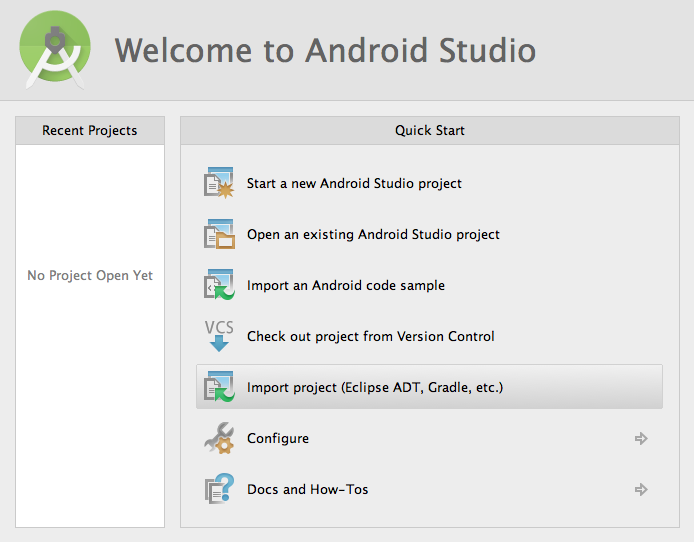 Welcome to Android Studio
Recent Projects
No Project Open Yet
Quick Start
Start a new Android Studio project
Open an existing Android Studio project
Import an Android code sample
VCS
Check out project from Version Control
Import project (Eclipse ADT, Gradle, etc.)
Configure
Docs and How-Tos